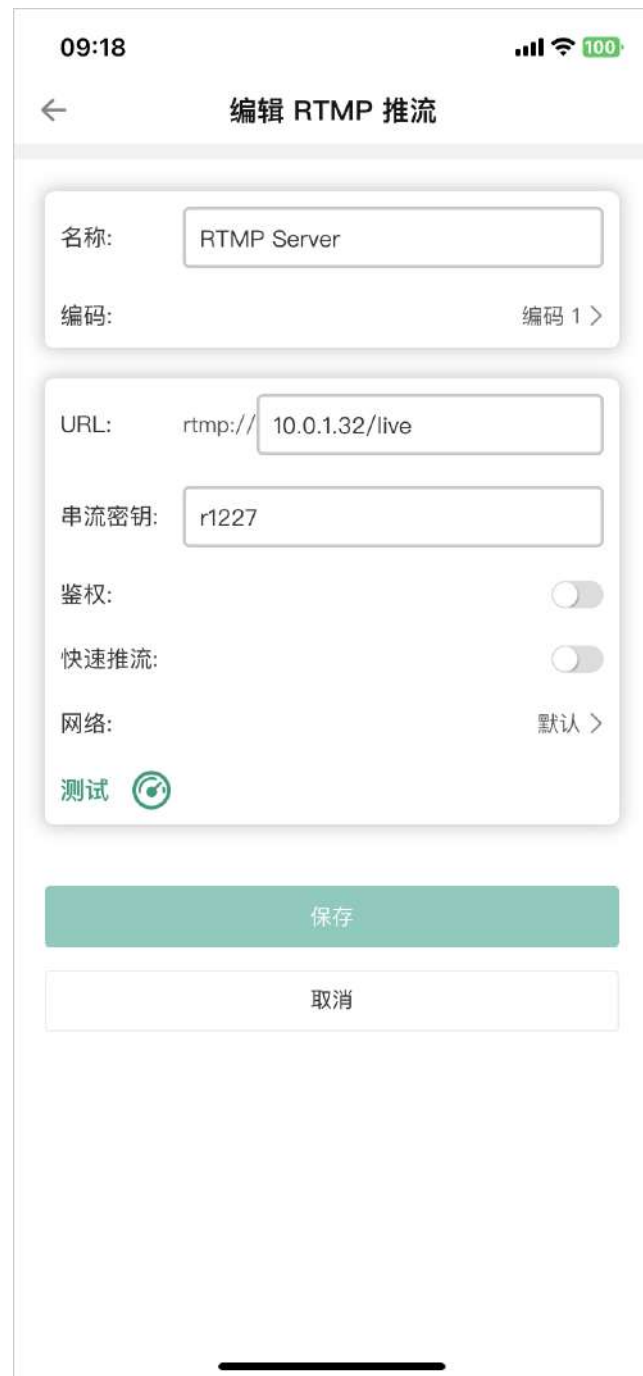 09:18
100
编辑 RTMP 推流
名称: RTMP Server
编码: 编码 1
URL: rtmp:// 10.0.1.32/live
串流密钥: r1227
鉴权:
快速推流:
网络: 默认
测试
保存
取消